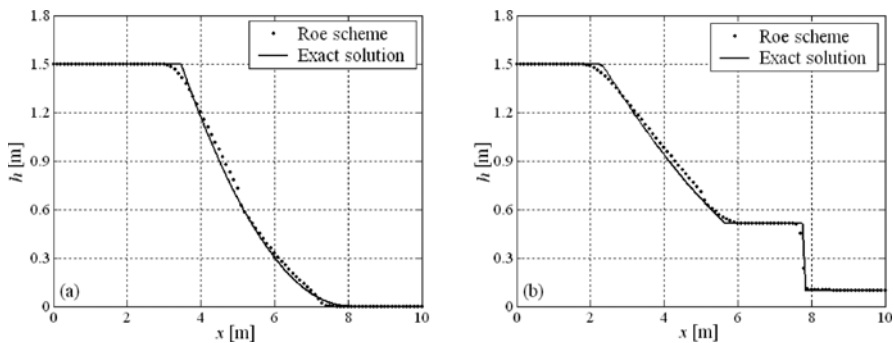 1.8
1.5
1.2
0.9
0.6
0.3
0
h [m]
Roe scheme
Exact solution
(a)
0 2 4 6 8 10
x [m]
1.8
1.5
1.2
0.9
0.6
0.3
0
h [m]
Roe scheme
Exact solution
(b)
0 2 4 6 8 10
x [m]